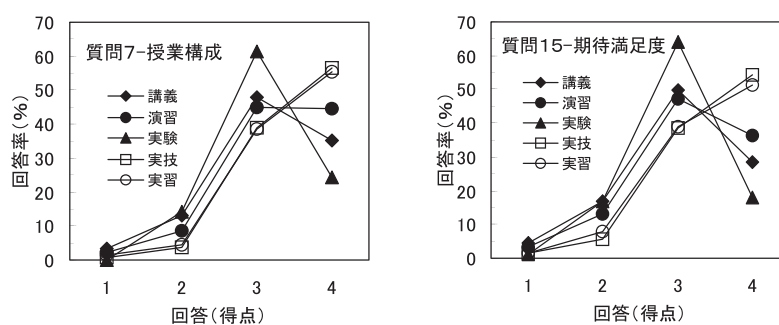 質問7-授業構成
回答率(%)
70
60
50
40
30
20
10
0
講義
演習
実験
実技
実習
1 2 3 4
回答(得点)
質問15-期待満足度
回答率(%)
70
60
50
40
30
20
10
0
講義
演習
実験
実技
実習
1 2 3 4
回答(得点)